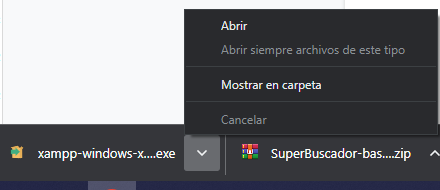 Abrir
Abrir siempre archivos de este tipo
Mostrar en carpeta
Cancelar
xampp-windows-x....exe
SuperBuscador-bas....zip